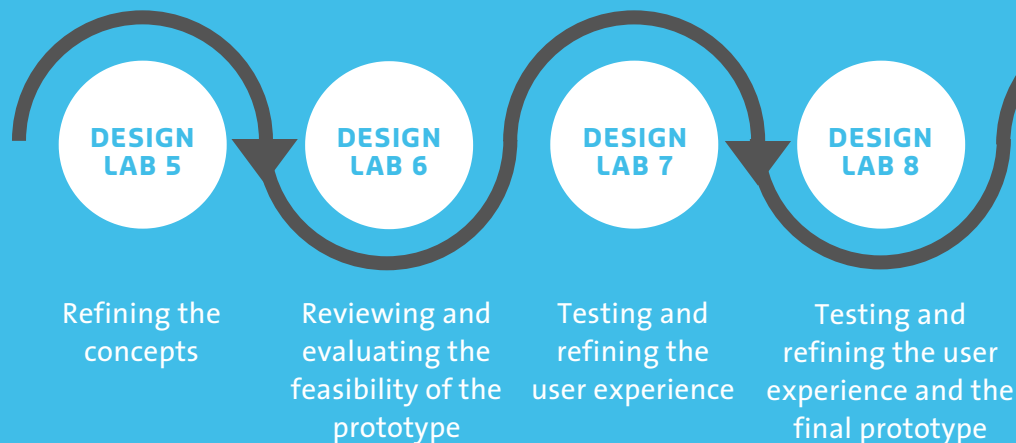 DESIGN
LAB 5
DESIGN
LAB 6
DESIGN
LAB 7
DESIGN
LAB 8
Refining the
concepts
Reviewing and
evaluating the
feasibility of the
prototype
Testing and
refining the
user experience
Testing and
refining the user
experience and the
final prototype